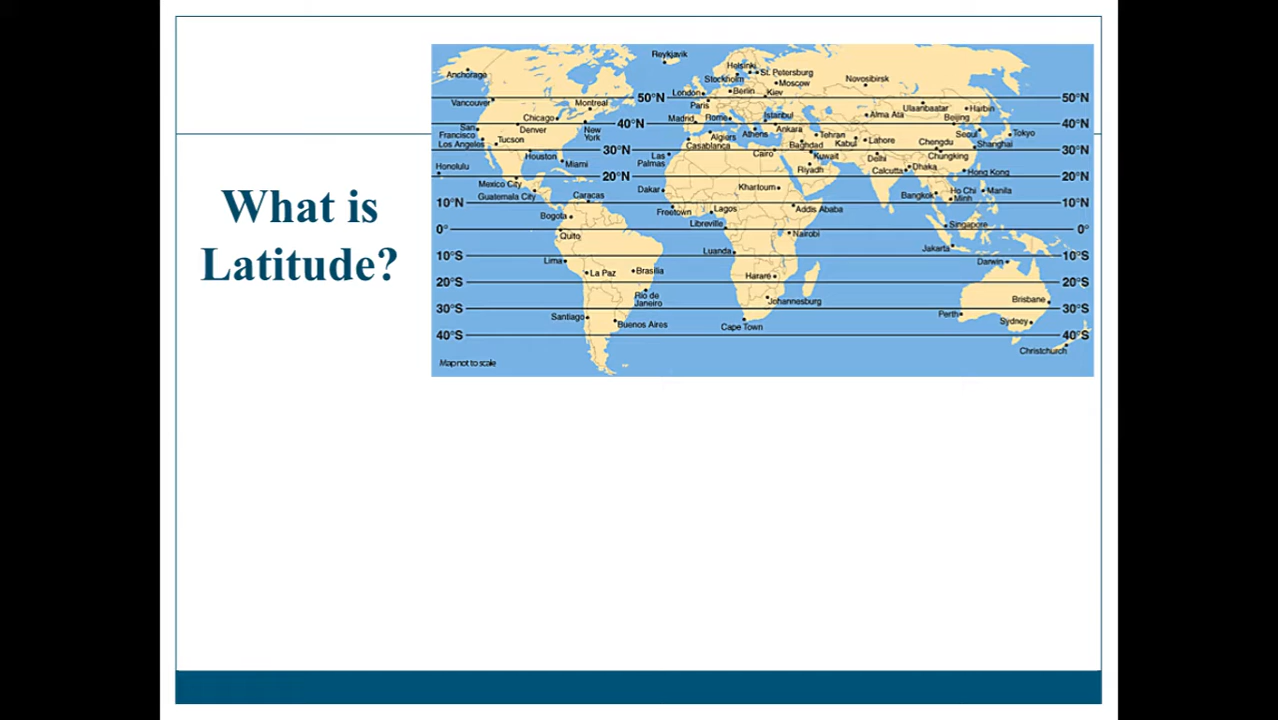 What is
Latitude?
Reykjavik
Anchorage
Helsinki
St. Petersburg
Stockholm
Moscow
Novosibirsk
London
Berlin
Kiev
50°N
50°N
Vancouver
Montreal
Paris
Ulaanbaatar
Harbin
Chicago
Madrid
Rome
Istanbul
Alma Ata
Beijing
40°N
40°N
San
Francisco
Denver
New
York
Algiers
Athens
Ankara
Tehran
Seoul
Tokyo
Los Angeles
Tucson
Casablanca
Baghdad
Kabul
Lahore
Chengdu
Shanghai
30°N
30°N
Houston
Miami
Las
Palmas
Cairo
Kuwait
Delhi
Chungking
Honolulu
Riyadh
Calcutta
Dhaka
Hong Kong
20°N
20°N
Mexico City
Dakar
Khartoum
Guatemala City
Caracas
Bangkok
Ho Chi
Minh
Manila
10°N
10°N
Bogota
Freetown
Lagos
Addis Ababa
Libreville
Singapore
0°
0°
Quito
Nairobi
Luanda
Jakarta
10°S
10°S
Lima
La Paz
Brasilia
Harare
Darwin
20°S
20°S
Rio de
Janeiro
Johannesburg
Brisbane
30°S
30°S
Santiago
Buenos Aires
Cape Town
Perth
Sydney
40°S
40°S
Christchurch
Map not to scale